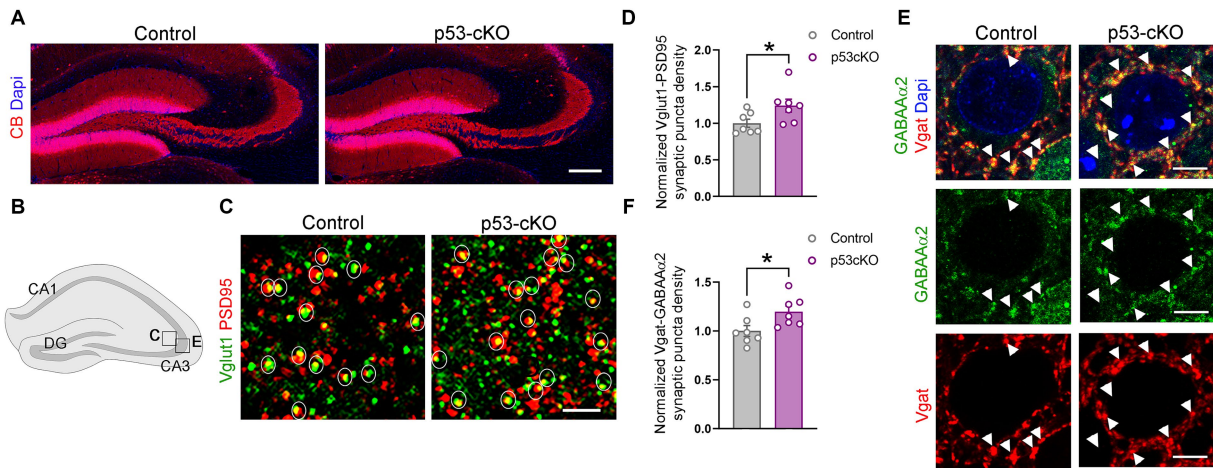 A
Control
p53-cKO
CB Dapi
B
CA1
DG
C
E
CA3
C
Control
p53-cKO
Vglut1 PSD95
D
Control
p53cKO
Normalized Vglut1-PSD95
synaptic puncta density
2.0
1.5
1.0
0.5
0.0
*
F
Control
p53cKO
Normalized Vgat-GABAAα2
synaptic puncta density
1.5
1.0
0.5
0.0
*
E
Control
p53-cKO
GABAAα2
Vgat Dapi
GABAAα2
Vgat